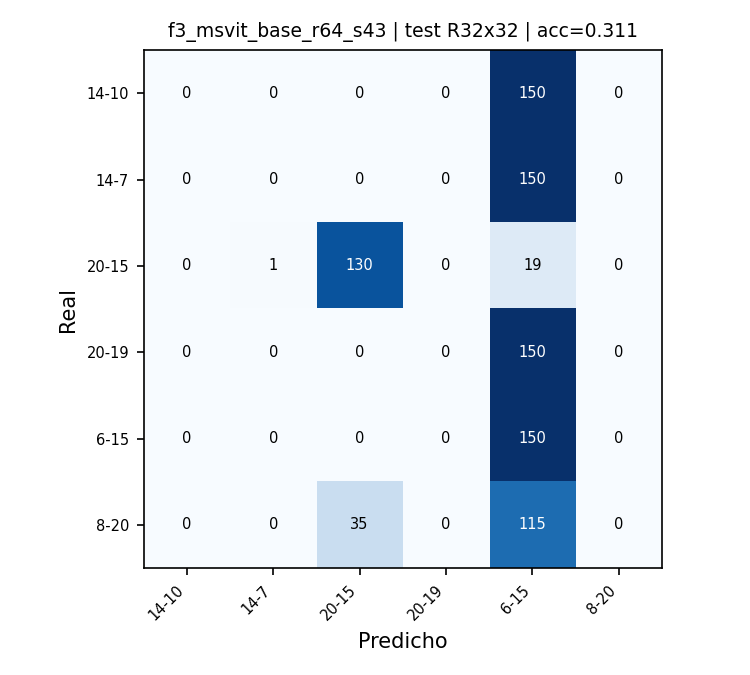 f3_msvit_base_r64_s43 | test R32x32 | acc=0.311
14-10 0 0 0 0 150 0
14-7 0 0 0 0 150 0
20-15 0 1 130 0 19 0
20-19 0 0 0 0 150 0
6-15 0 0 0 0 150 0
8-20 0 0 35 0 115 0
Real
14-10 14-7 20-15 20-19 6-15 8-20
Predicho